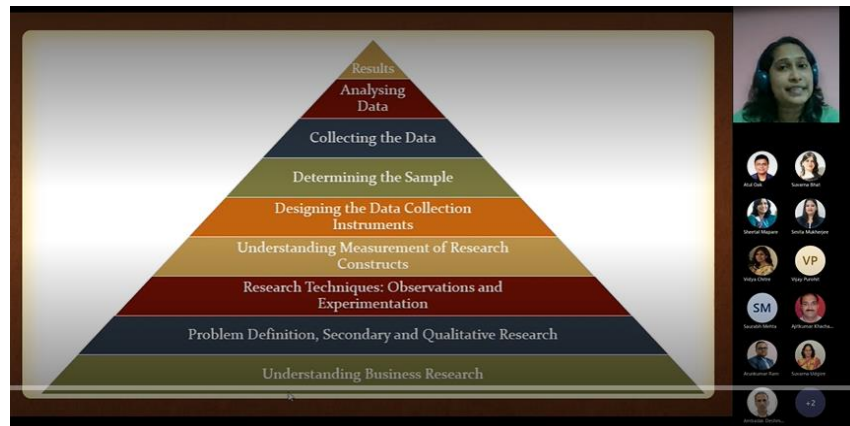 Results
Analysing
Data
Collecting the Data
Determining the Sample
Designing the Data Collection
Instruments
Understanding Measurement of Research
Constructs
Research Techniques: Observations and
Experimentation
Problem Definition, Secondary and Qualitative Research
Understanding Business Research
Atul Oak
Suvarna Bhat
Sheetal Wapare
Smita Mukherjee
Vidya Chitre
VP
Vijay Purohit
SM
Saurabh Mehta
Ajitkumar Khacha...
Arunkumar Ram
Suvarna Udgire
+2